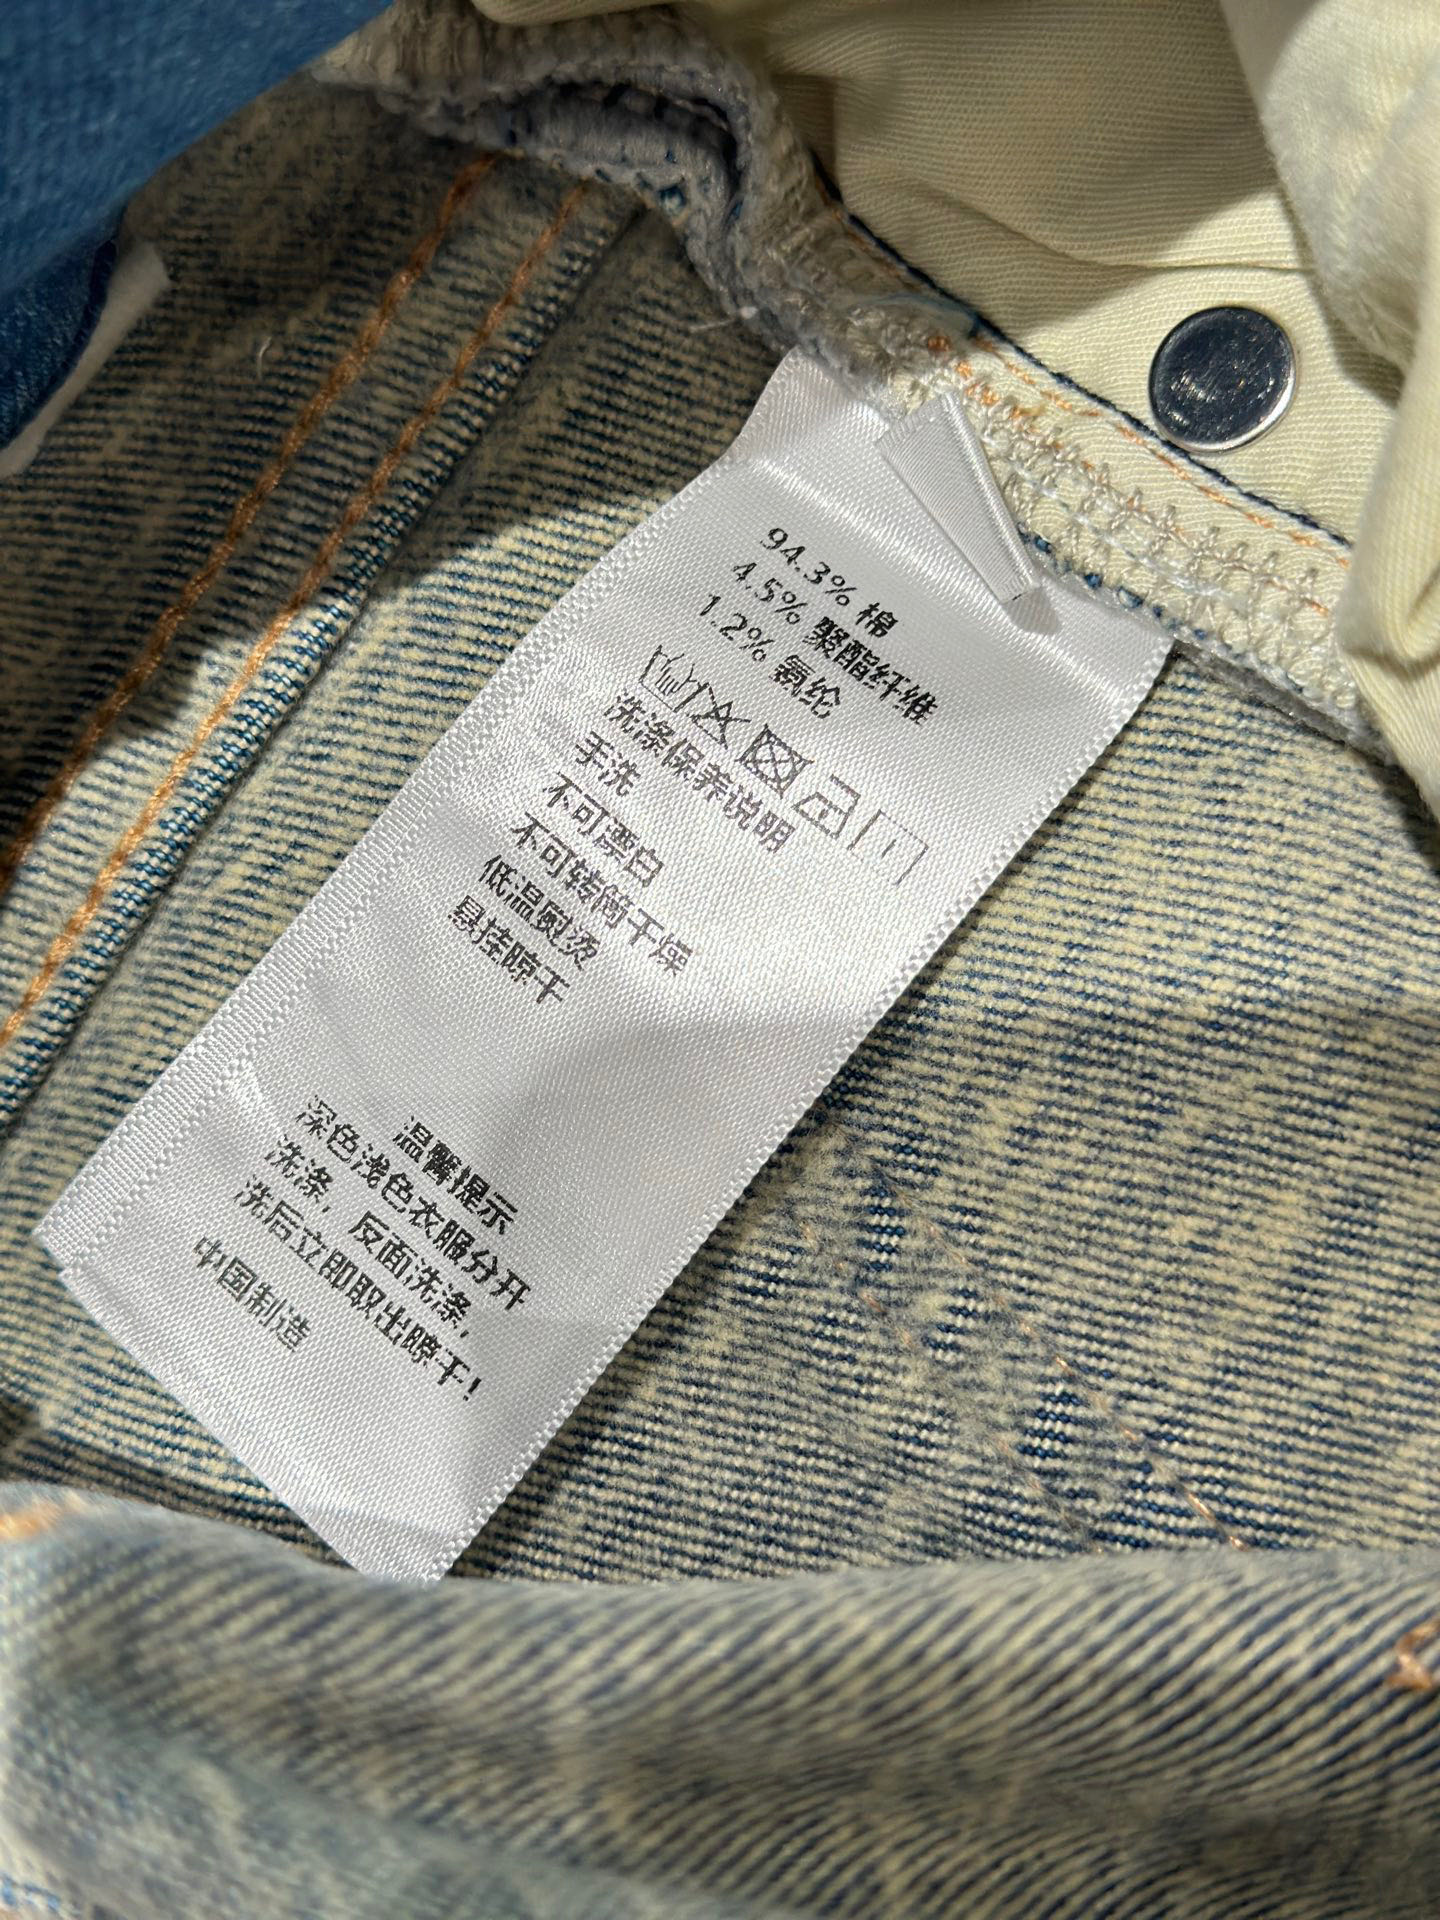 94.3% 棉
4.5% 聚酯纤维
1.2% 氨纶
洗涤保养说明
手洗
不可漂白
不可转筒干燥
低温熨烫
悬挂晾干
温馨提示
深色浅色衣服分开
洗涤，反面洗涤，
洗后立即取出晾干！
中国制造